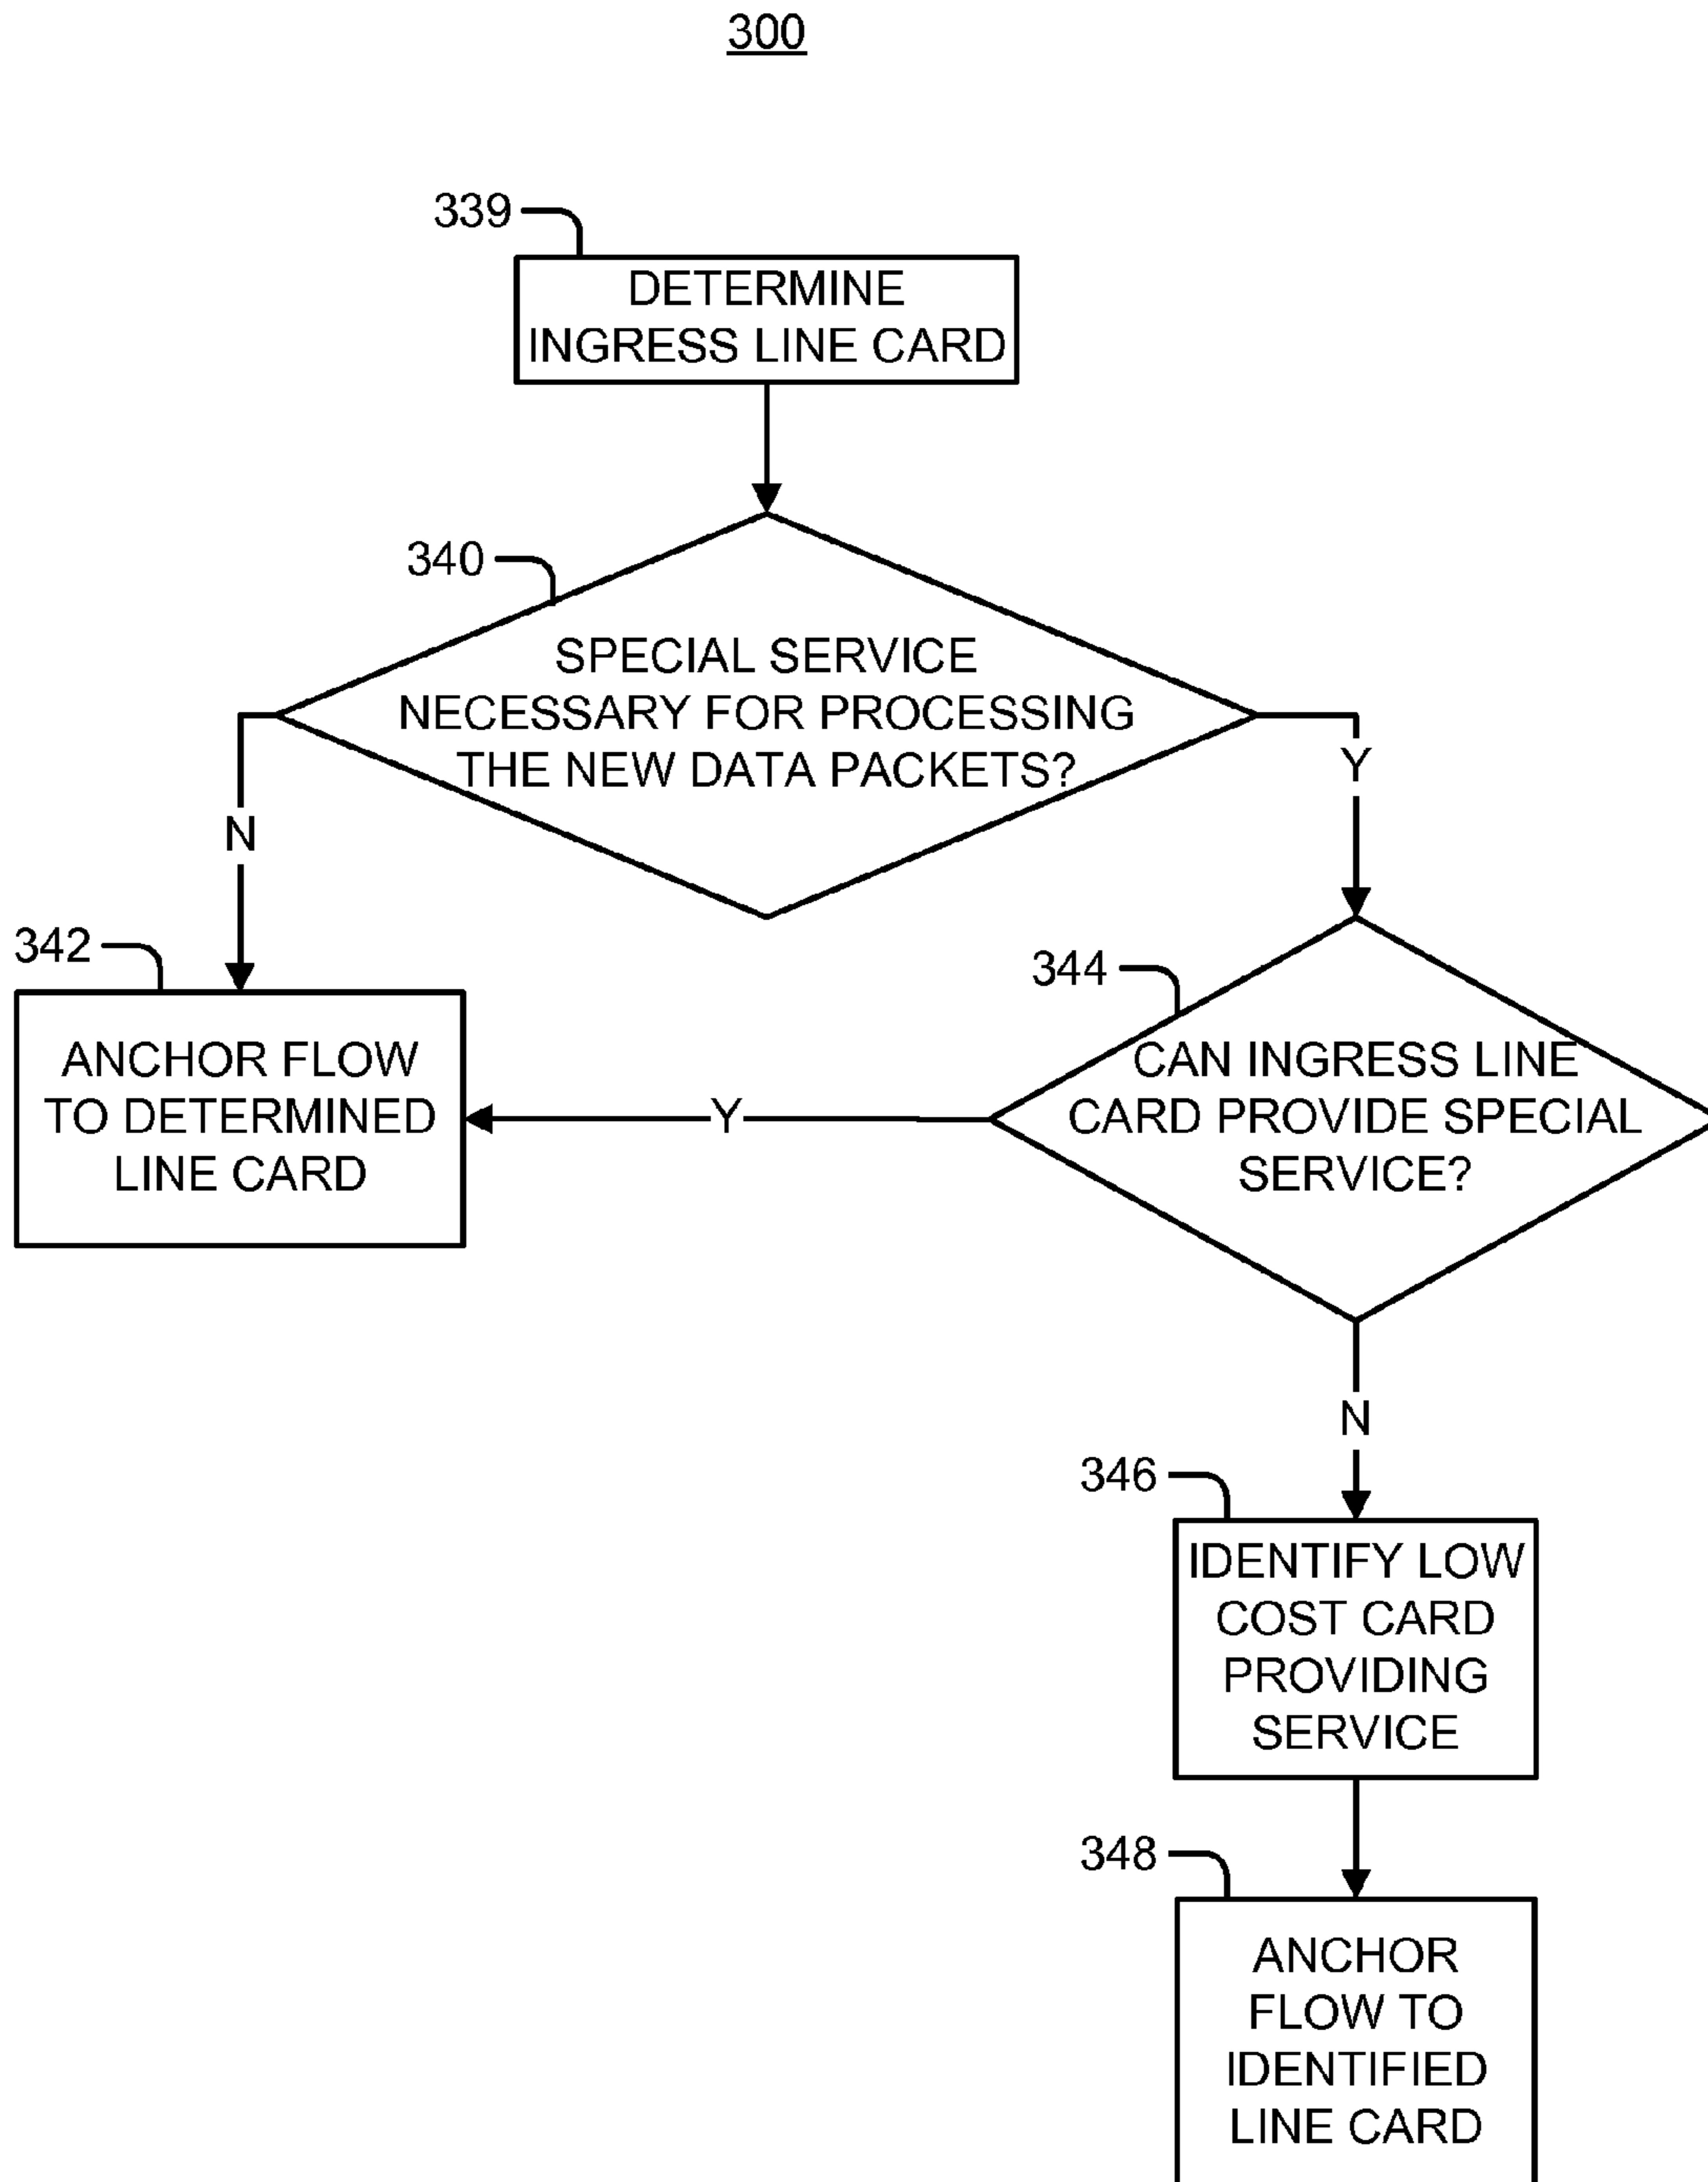 300
339
DETERMINE
INGRESS LINE CARD
340
SPECIAL SERVICE
NECESSARY FOR PROCESSING
THE NEW DATA PACKETS?
Y
N
342
ANCHOR FLOW
TO DETERMINED
LINE CARD
344
CAN INGRESS LINE
CARD PROVIDE SPECIAL
SERVICE?
Y
N
346
IDENTIFY LOW
COST CARD
PROVIDING
SERVICE
348
ANCHOR
FLOW TO
IDENTIFIED
LINE CARD